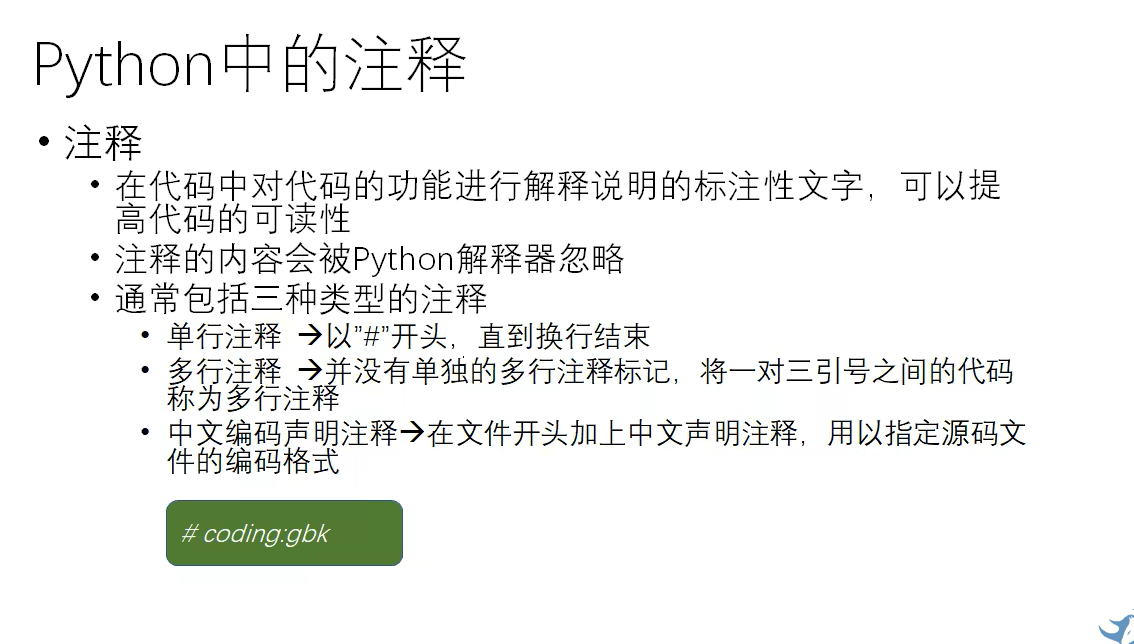 Python中的注释
• 注释
• 在代码中对代码的功能进行解释说明的标注性文字，可以提
高代码的可读性
• 注释的内容会被Python解释器忽略
• 通常包括三种类型的注释
• 单行注释 →以”#”开头，直到换行结束
• 多行注释 →并没有单独的多行注释标记，将一对三引号之间的代码
称为多行注释
• 中文编码声明注释→在文件开头加上中文声明注释，用以指定源码文
件的编码格式
# coding:gbk